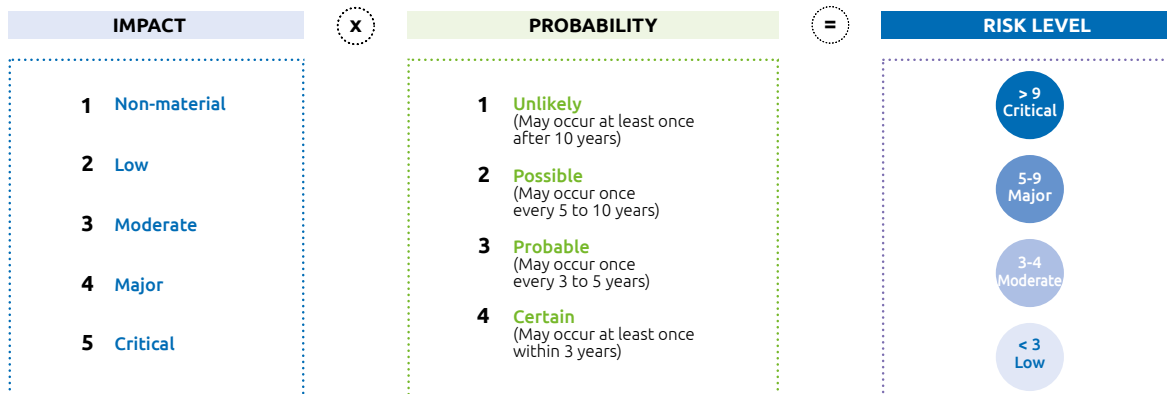 IMPACT
x
PROBABILITY
=
RISK LEVEL
1 Non-material
2 Low
3 Moderate
4 Major
5 Critical
1 Unlikely
(May occur at least once
after 10 years)
2 Possible
(May occur once
every 5 to 10 years)
3 Probable
(May occur once
every 3 to 5 years)
4 Certain
(May occur at least once
within 3 years)
> 9
Critical
5-9
Major
3-4
Moderate
< 3
Low